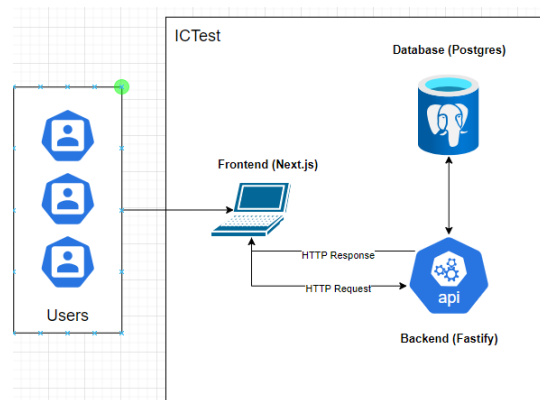 ICTest
Database (Postgres)
Frontend (Next.js)
HTTP Response
HTTP Request
api
Users
Backend (Fastify)